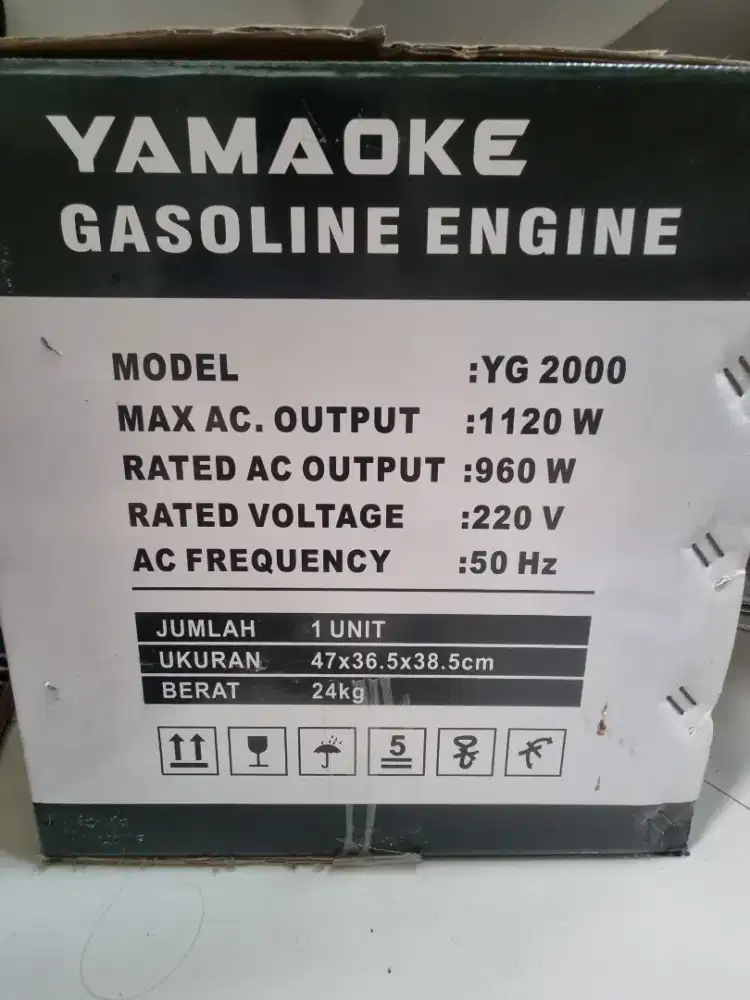 YAMAOKE
GASOLINE ENGINE
MODEL :YG 2000
MAX AC. OUTPUT :1120 W
RATED AC OUTPUT :960 W
RATED VOLTAGE :220 V
AC FREQUENCY :50 Hz
JUMLAH 1 UNIT
UKURAN 47x36.5x38.5cm
BERAT 24kg
5